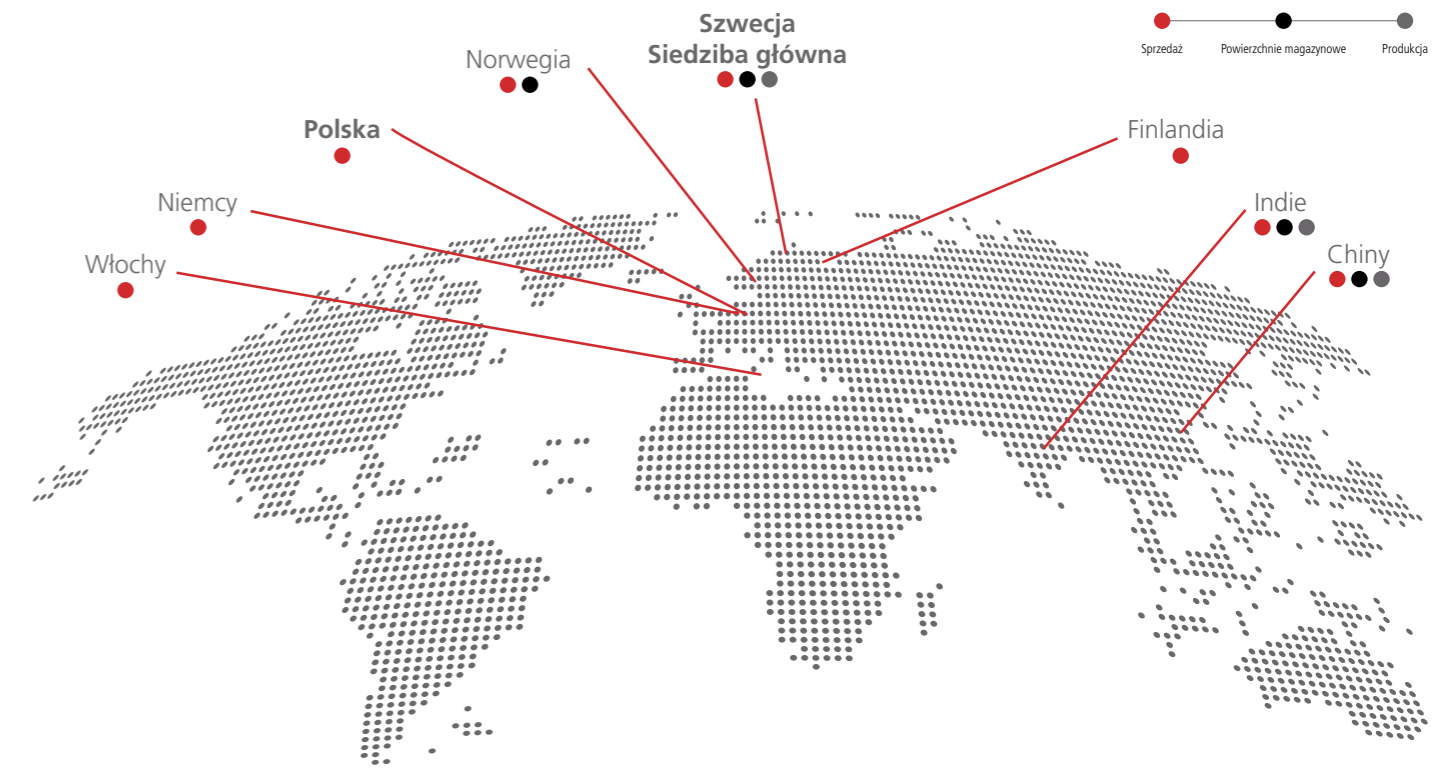 Szwecja
Siedziba główna
Norwegia
Polska
Niemcy
Włochy
Finlandia
Indie
Chiny
Sprzedaż
Powierzchnie magazynowe
Produkcja